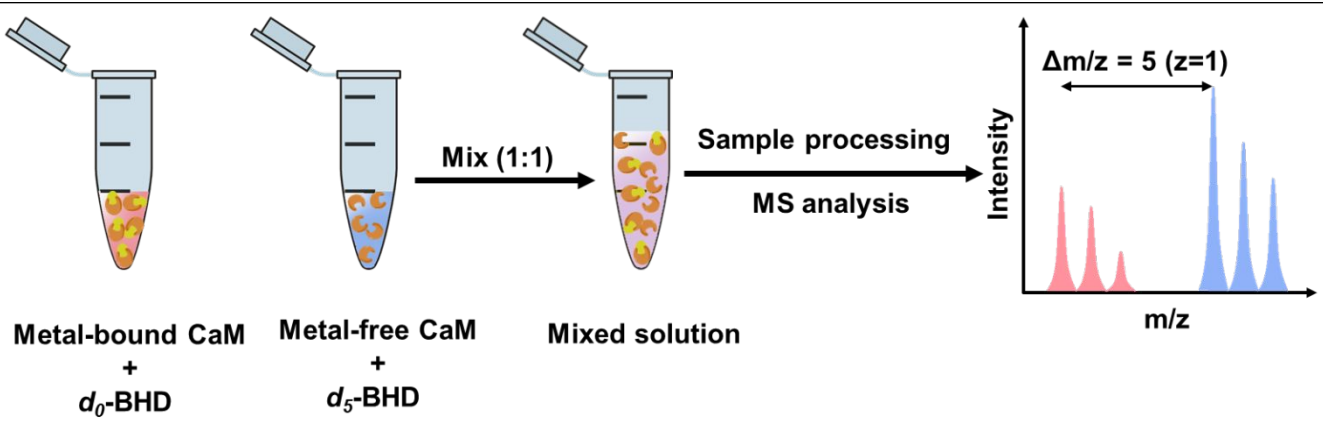 Metal-bound CaM
+
d₀-BHD
Metal-free CaM
+
d₅-BHD
Mix (1:1)
Mixed solution
Sample processing
MS analysis
Δm/z = 5 (z=1)
Intensity
m/z